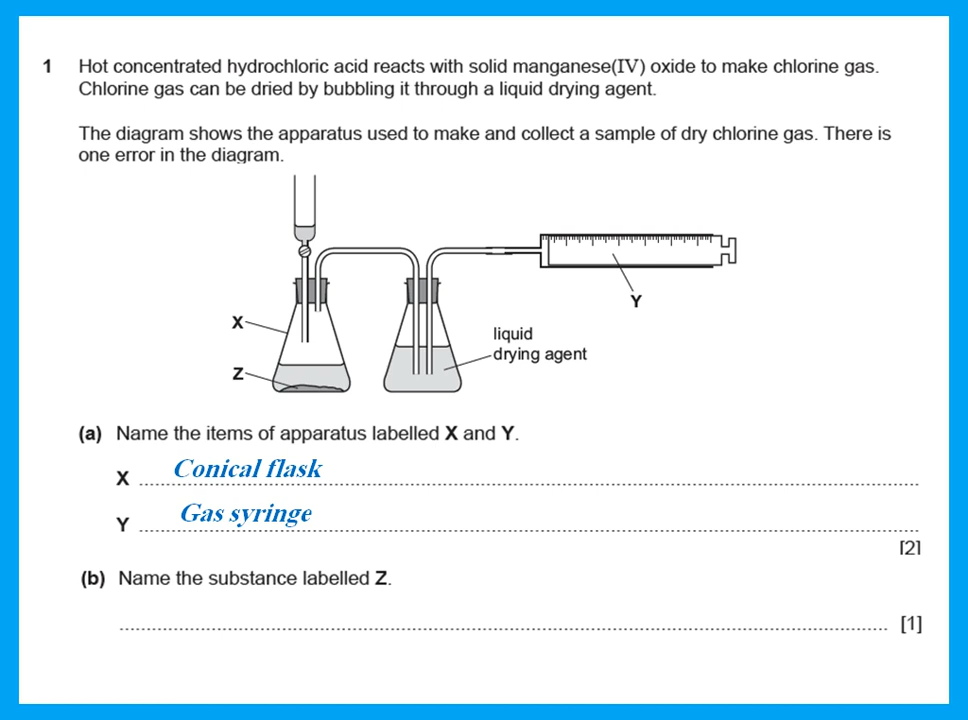 1 Hot concentrated hydrochloric acid reacts with solid manganese(IV) oxide to make chlorine gas.
Chlorine gas can be dried by bubbling it through a liquid drying agent.
The diagram shows the apparatus used to make and collect a sample of dry chlorine gas. There is
one error in the diagram.
Y
X
liquid
drying agent
Z
(a) Name the items of apparatus labelled X and Y.
X Conical flask
Y Gas syringe
[2]
(b) Name the substance labelled Z.
[1]